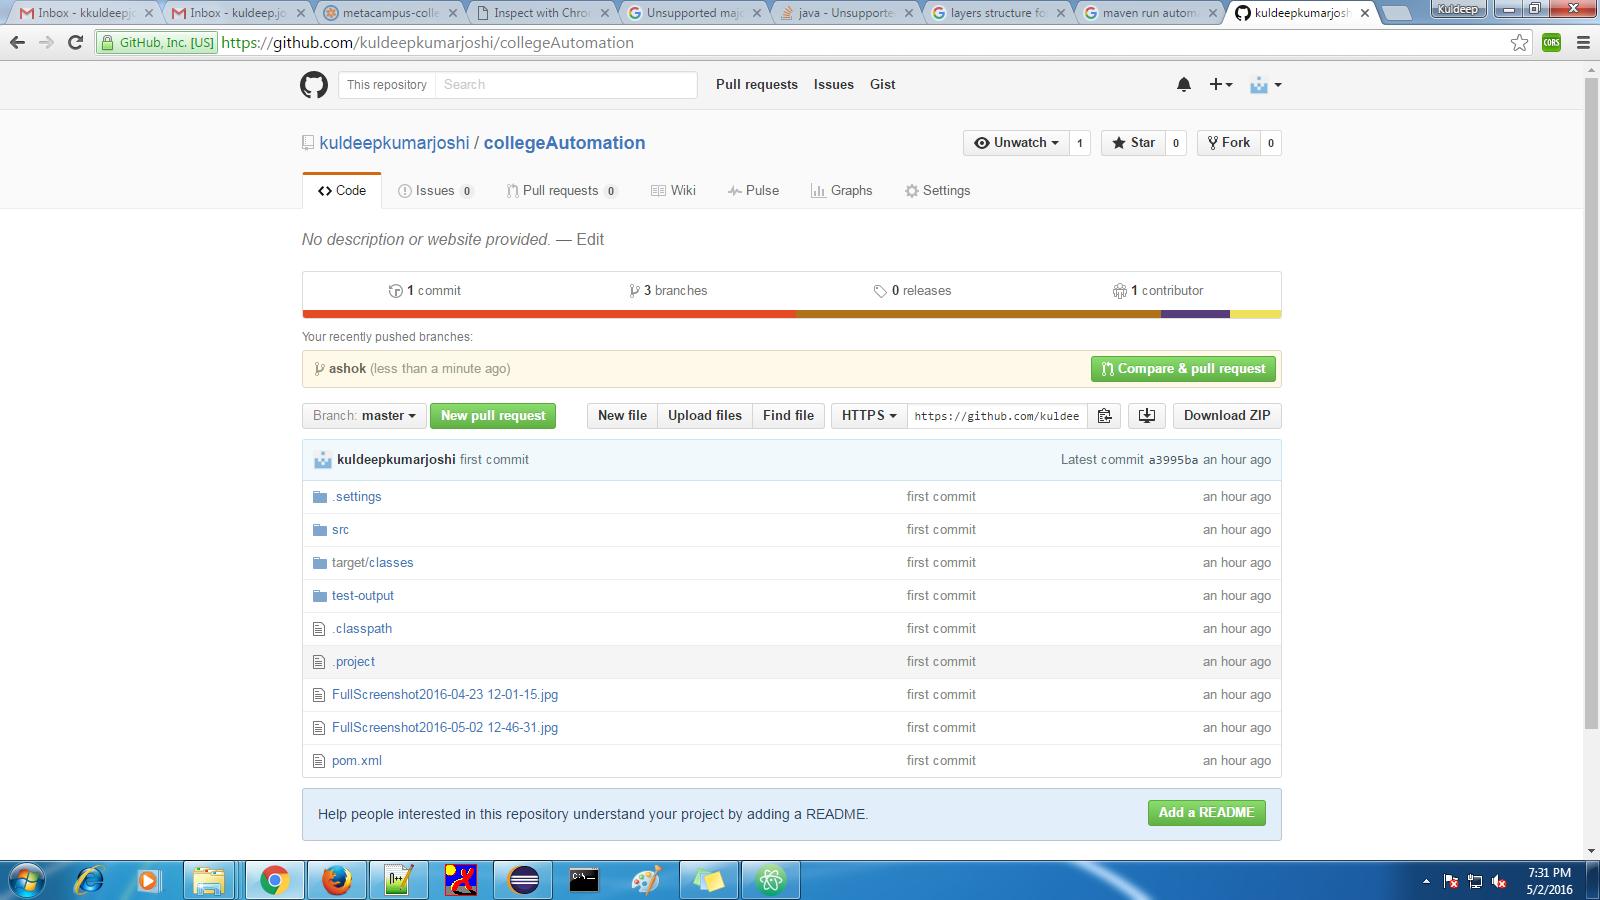 Inbox - kkuldeepjo
Inbox - kuldeep.jo
metacampus-colle
Inspect with Chrom
Unsupported majo
java - Unsupporte
layers structure fo
maven run automa
kuldeepkumarjoshi
Kuldeep
GitHub, Inc. [US]
https://github.com/kuldeepkumarjoshi/collegeAutomation
CORS
This repository
Search
Pull requests
Issues
Gist
kuldeepkumarjoshi / collegeAutomation
Unwatch 1
Star 0
Fork 0
Code
Issues 0
Pull requests 0
Wiki
Pulse
Graphs
Settings
No description or website provided. — Edit
1 commit
3 branches
0 releases
1 contributor
Your recently pushed branches:
ashok (less than a minute ago)
Compare & pull request
Branch: master
New pull request
New file
Upload files
Find file
HTTPS
https://github.com/kuldee
Download ZIP
kuldeepkumarjoshi first commit
Latest commit a3995ba an hour ago
.settings first commit an hour ago
src first commit an hour ago
target/classes first commit an hour ago
test-output first commit an hour ago
.classpath first commit an hour ago
.project first commit an hour ago
FullScreenshot2016-04-23 12-01-15.jpg first commit an hour ago
FullScreenshot2016-05-02 12-46-31.jpg first commit an hour ago
pom.xml first commit an hour ago
Help people interested in this repository understand your project by adding a README.
Add a README
7:31 PM
5/2/2016